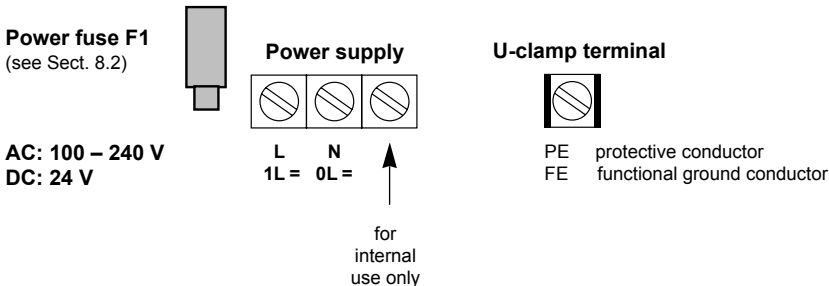 Power fuse F1
(see Sect. 8.2)
Power supply
U-clamp terminal
AC: 100 – 240 V
DC: 24 V
L N
1L = 0L =
for
internal
use only
PE protective conductor
FE functional ground conductor